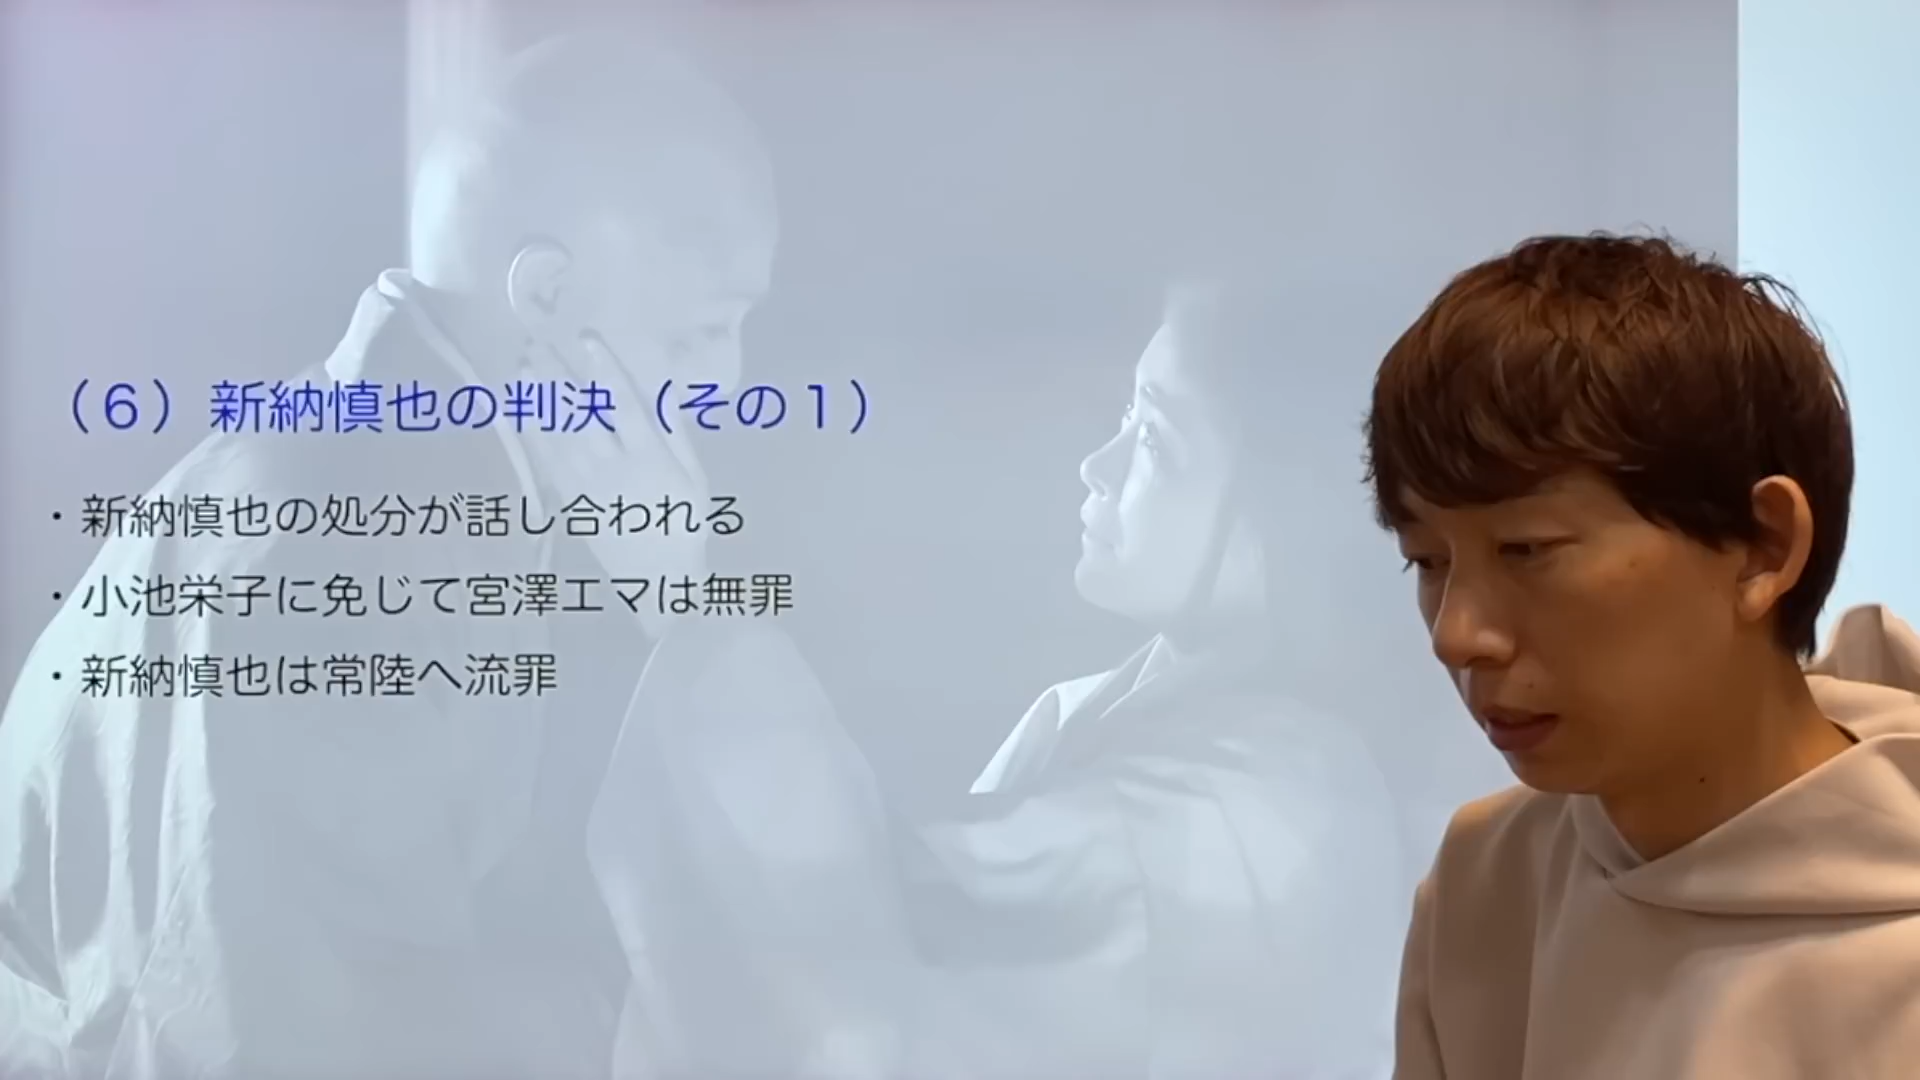 （６）新納慎也の判決（その１）
・新納慎也の処分が話し合われる
・小池栄子に免じて宮澤エマは無罪
・新納慎也は常陸へ流罪